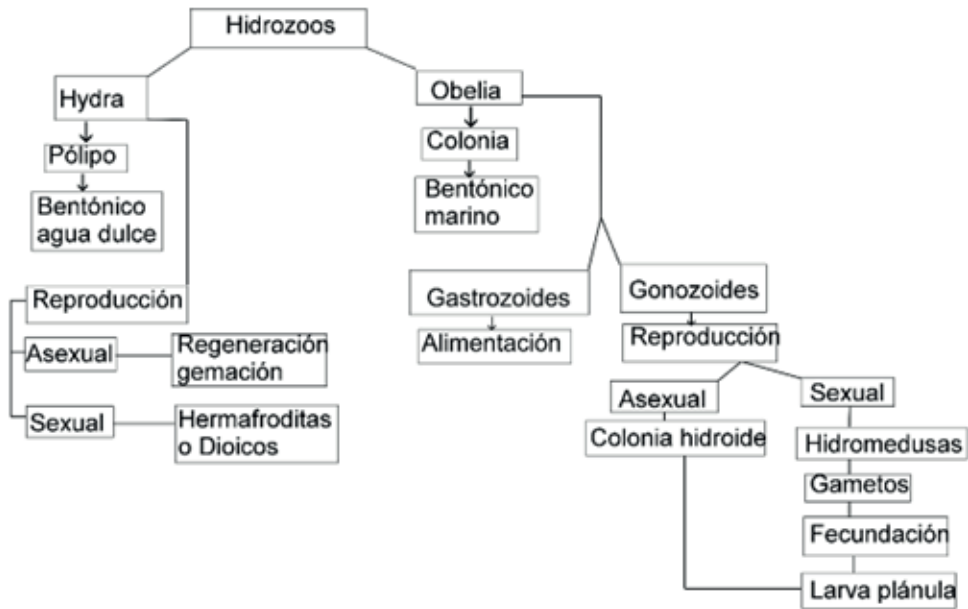 Hidrozoos
Hydra
Pólipo
Bentónico
agua dulce
Reproducción
Asexual
Regeneración
gemación
Sexual
Hermafroditas
o Dioicos
Obelia
Colonia
Bentónico
marino
Gastrozoides
Alimentación
Gonozoides
Reproducción
Asexual
Colonia hidroide
Sexual
Hidromedusas
Gametos
Fecundación
Larva plánula